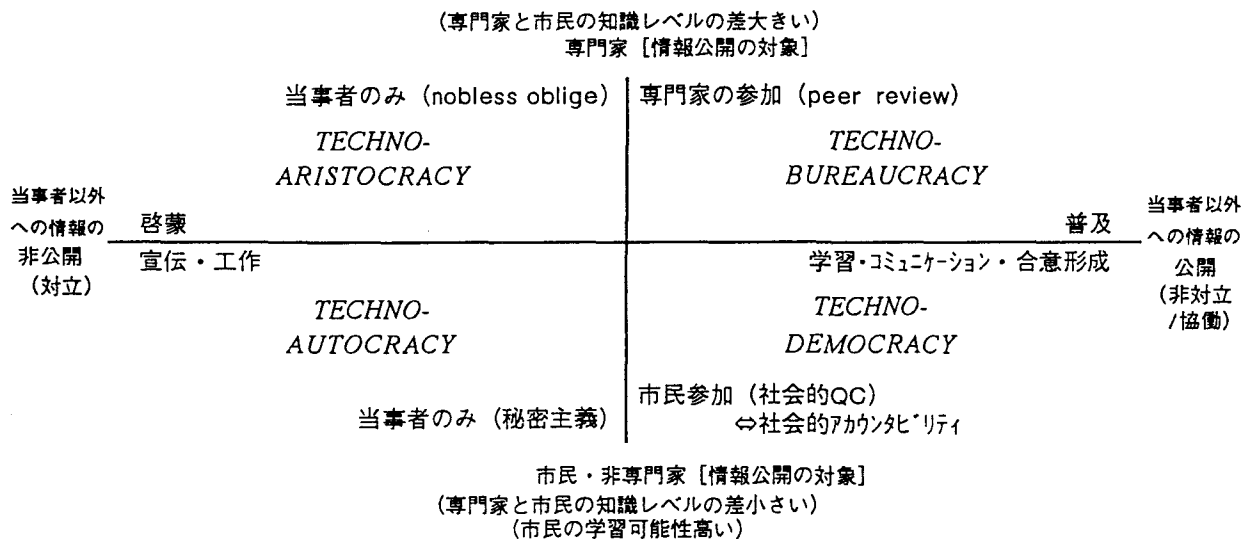 (専門家と市民の知識レベルの差大きい)
専門家 [情報公開の対象]
当事者のみ (nobless oblige)
専門家の参加 (peer review)
TECHNO-
ARISTOCRACY
TECHNO-
BUREAUCRACY
当事者以外
への情報の
非公開
(対立)
啓蒙
普及
当事者以外
への情報の
公開
(非対立
/協働)
宣伝・工作
学習・コミュニケーション・合意形成
TECHNO-
AUTOCRACY
TECHNO-
DEMOCRACY
当事者のみ (秘密主義)
市民参加 (社会的QC)
⇔社会的アカウンタビリティ
市民・非専門家 [情報公開の対象]
(専門家と市民の知識レベルの差小さい)
(市民の学習可能性高い)